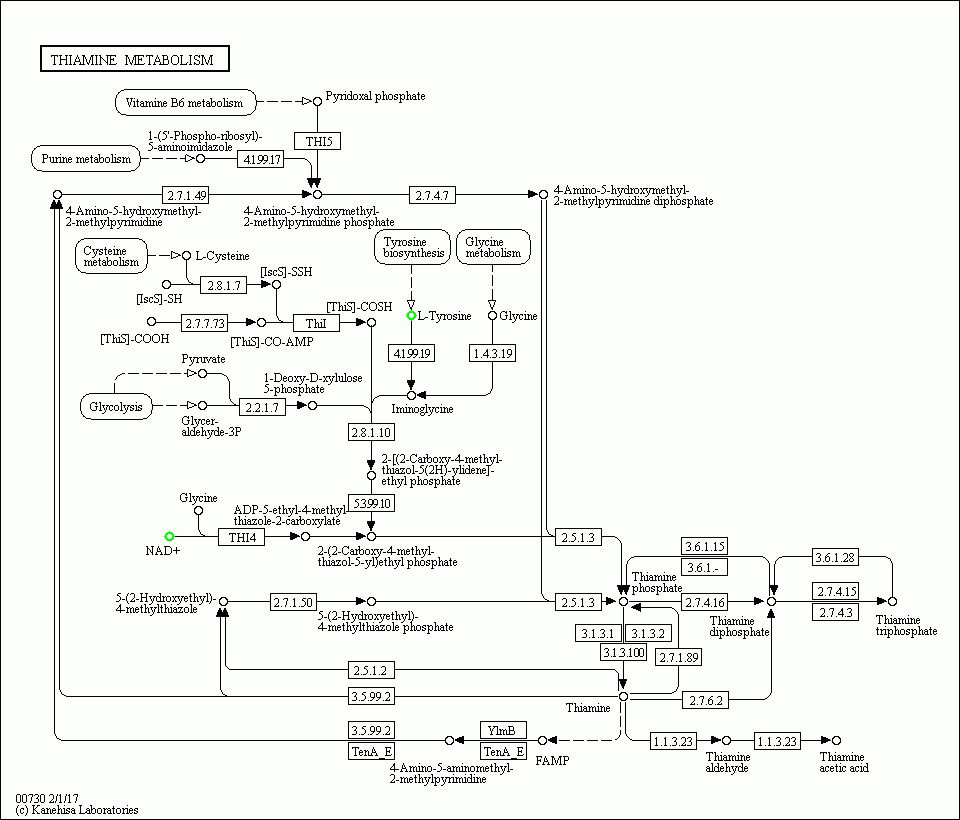 THIAMINE METABOLISM
Vitamine B6 metabolism
Pyridoxal phosphate
1-(5'-Phospho-ribosyl)-
5-aminoimidazole
THI5
Purine metabolism
4.1.99.17
2.7.1.49
2.7.4.7
4-Amino-5-hydroxymethyl-
2-methylpyrimidine
4-Amino-5-hydroxymethyl-
2-methylpyrimidine phosphate
4-Amino-5-hydroxymethyl-
2-methylpyrimidine diphosphate
Cysteine
metabolism
L-Cysteine
Tyrosine
biosynthesis
Glycine
metabolism
[IscS]-SSH
2.8.1.7
[IscS]-SH
[ThiS]-COSH
L-Tyrosine
Glycine
2.7.7.73
ThiI
[ThiS]-COOH
[ThiS]-CO-AMP
4.1.99.19
1.4.3.19
Pyruvate
1-Deoxy-D-xylulose
5-phosphate
Glycolysis
2.2.1.7
Iminoglycine
Glycer-
aldehyde-3P
2.8.1.10
2-[(2-Carboxy-4-methyl-
thiazol-5(2H)-ylidene]-
ethyl phosphate
Glycine
ADP-5-ethyl-4-methyl-
thiazole-2-carboxylate
5.3.99.10
THI4
NAD+
2-(2-Carboxy-4-methyl-
thiazol-5-yl)ethyl phosphate
2.5.1.3
3.6.1.15
3.6.1.-
3.6.1.28
Thiamine
phosphate
5-(2-Hydroxyethyl)-
4-methylthiazole
2.7.1.50
5-(2-Hydroxyethyl)-
4-methylthiazole phosphate
2.5.1.3
2.7.4.16
2.7.4.15
2.7.4.3
Thiamine
diphosphate
Thiamine
triphosphate
3.1.3.1
3.1.3.2
3.1.3.100
2.7.1.89
2.5.1.2
3.5.99.2
Thiamine
2.7.6.2
3.5.99.2
TenA_E
YlmB
TenA_E
FAMP
4-Amino-5-aminomethyl-
2-methylpyrimidine
1.1.3.23
1.1.3.23
Thiamine
aldehyde
Thiamine
acetic acid
00730 2/1/17
(c) Kanehisa Laboratories